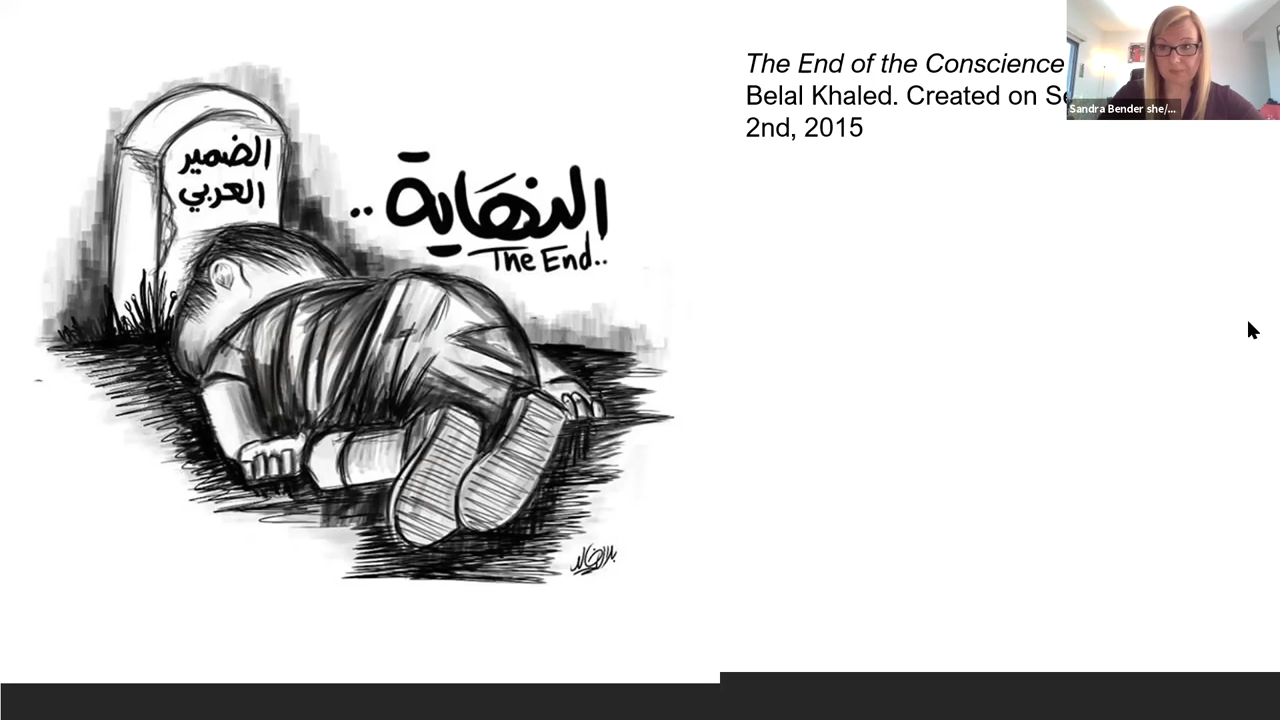 الضمير
العربي
النهاية ..
The End..
The End of the Conscience
Belal Khaled. Created on
2nd, 2015
Sandra Bender she/...